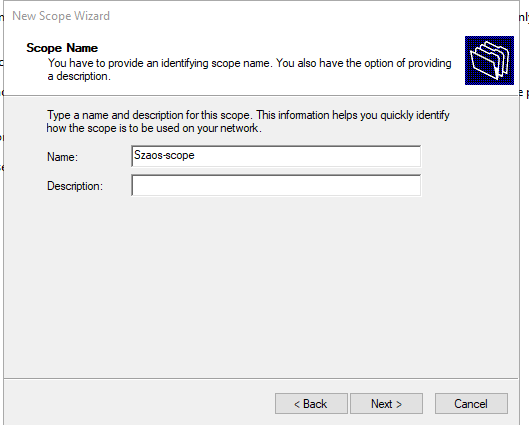 New Scope Wizard
Scope Name
You have to provide an identifying scope name. You also have the option of providing
a description.
Type a name and description for this scope. This information helps you quickly identify
how the scope is to be used on your network.
Name:
Szaos-scope
Description:
< Back
Next >
Cancel